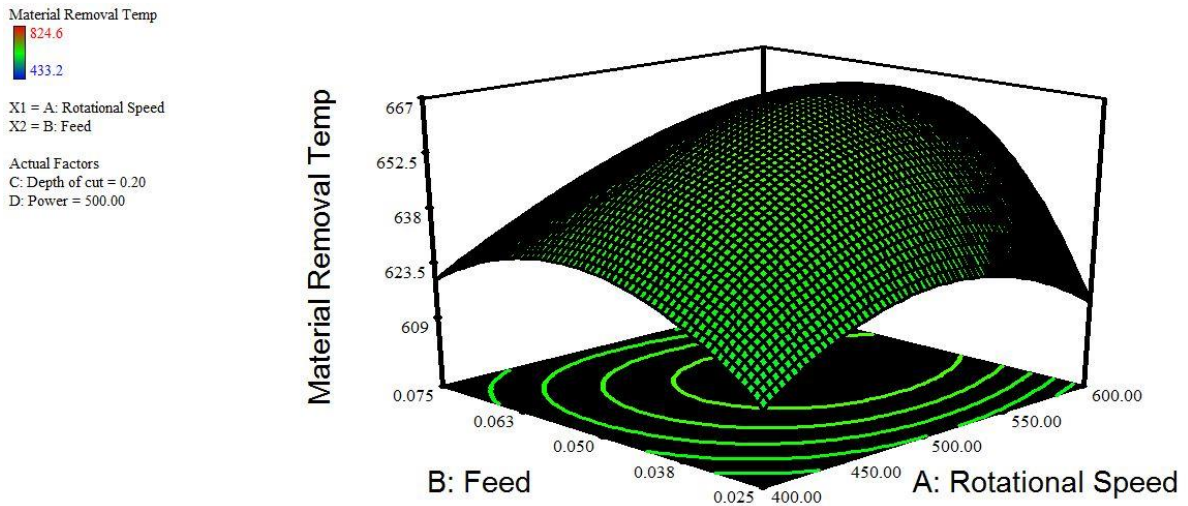 Material Removal Temp
824.6
433.2
X1 = A: Rotational Speed
X2 = B: Feed
Actual Factors
C: Depth of cut = 0.20
D: Power = 500.00
Material Removal Temp
667
652.5
638
623.5
609
0.075
0.063
0.050
0.038
0.025
400.00
450.00
500.00
550.00
600.00
B: Feed
A: Rotational Speed